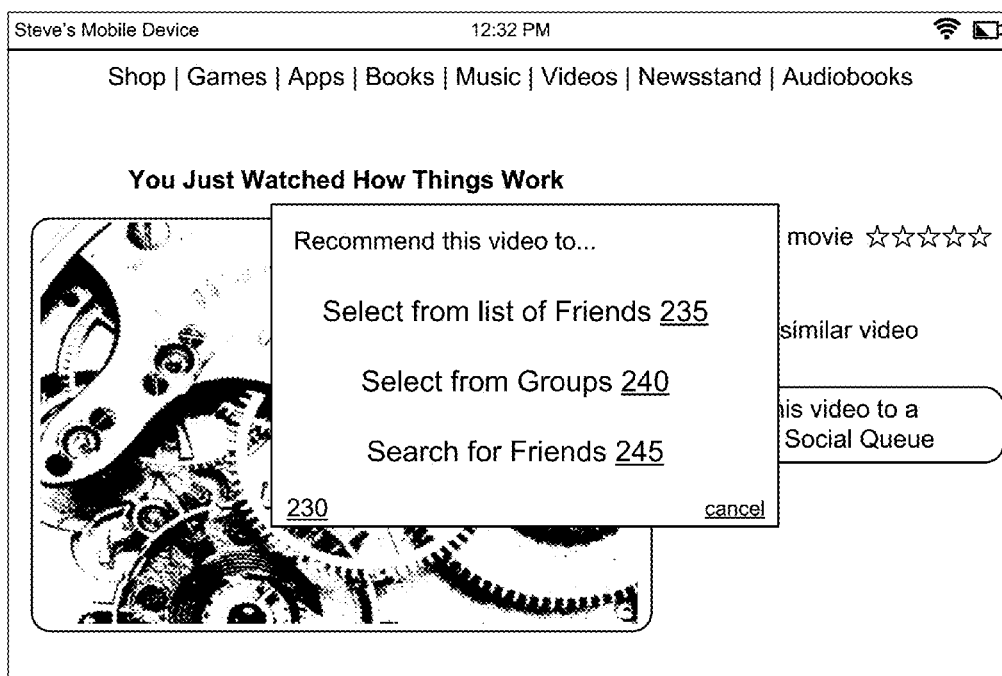 Steve's Mobile Device 12:32 PM
Shop | Games | Apps | Books | Music | Videos | Newsstand | Audiobooks
You Just Watched How Things Work
Recommend this video to...
movie ☆☆☆☆☆
Select from list of Friends 235
similar video
Select from Groups 240
his video to a
Social Queue
Search for Friends 245
230 cancel